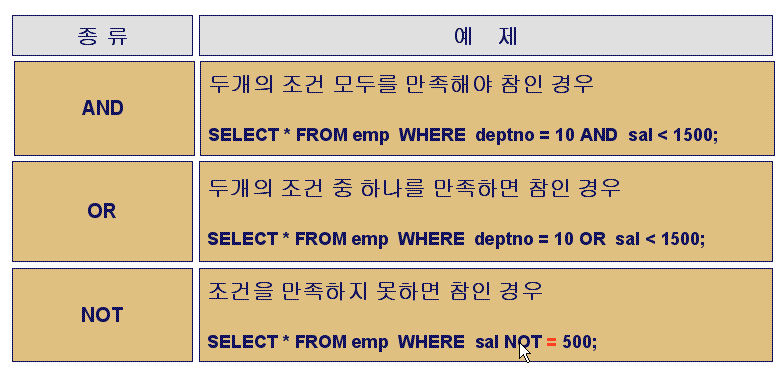 종 류
예 제
AND
두개의 조건 모두를 만족해야 참인 경우
SELECT * FROM emp WHERE deptno = 10 AND sal < 1500;
OR
두개의 조건 중 하나를 만족하면 참인 경우
SELECT * FROM emp WHERE deptno = 10 OR sal < 1500;
NOT
조건을 만족하지 못하면 참인 경우
SELECT * FROM emp WHERE sal NOT = 500;